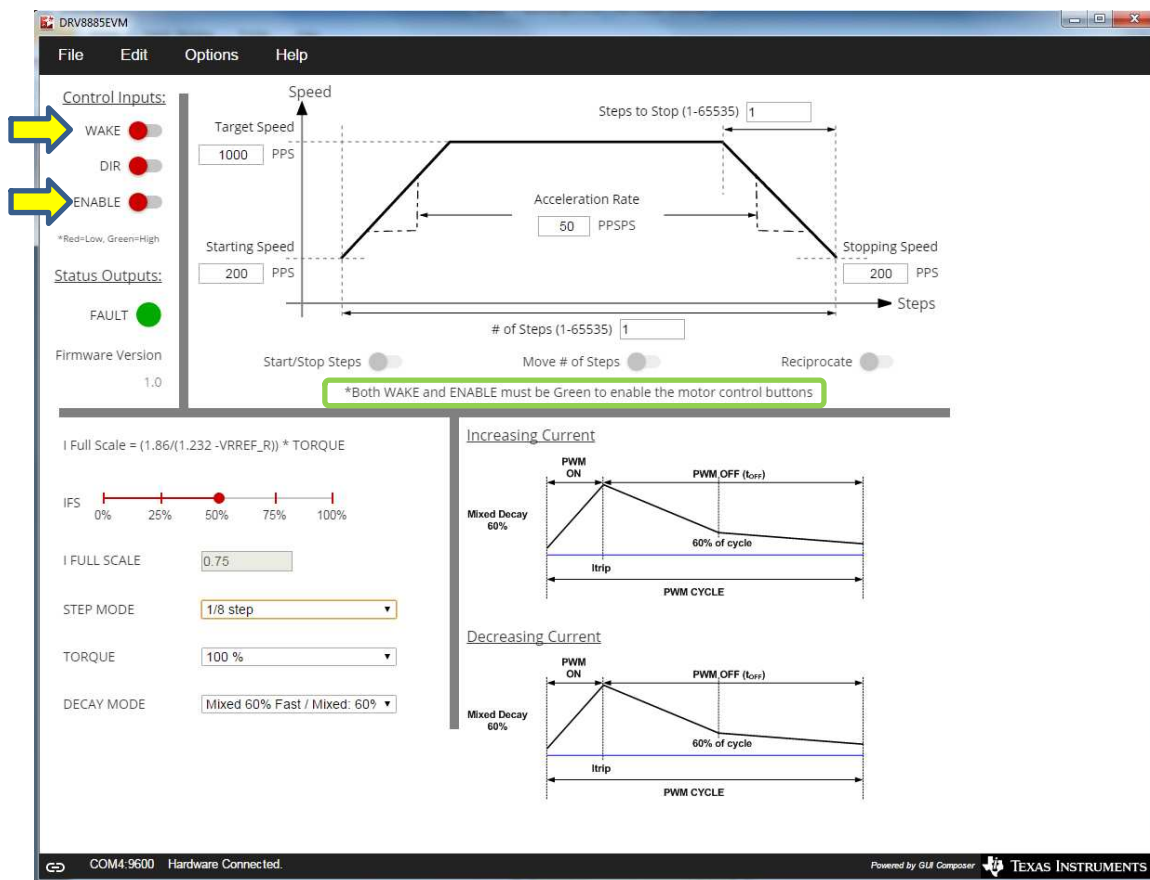 DRV8885EVM
File Edit Options Help
Control Inputs:
WAKE
DIR
ENABLE
*Red=Low, Green=High
Status Outputs:
FAULT
Firmware Version
1.0
Speed
Target Speed
1000 PPS
Starting Speed
200 PPS
Steps to Stop (1-65535) 1
Acceleration Rate
50 PPSPS
Stopping Speed
200 PPS
Steps
# of Steps (1-65535) 1
Start/Stop Steps Move # of Steps Reciprocate
*Both WAKE and ENABLE must be Green to enable the motor control buttons
I Full Scale = (1.86/(1.232 -VRREF_R)) * TORQUE
IFS
0% 25% 50% 75% 100%
I FULL SCALE 0.75
STEP MODE 1/8 step
TORQUE 100 %
DECAY MODE Mixed 60% Fast / Mixed: 60%
Increasing Current
PWM
ON
PWM OFF (tOFF)
Mixed Decay
60%
60% of cycle
Itrip
PWM CYCLE
Decreasing Current
PWM
ON
PWM OFF (tOFF)
Mixed Decay
60%
60% of cycle
Itrip
PWM CYCLE
COM4:9600 Hardware Connected.
Powered by GUI Composer TEXAS INSTRUMENTS